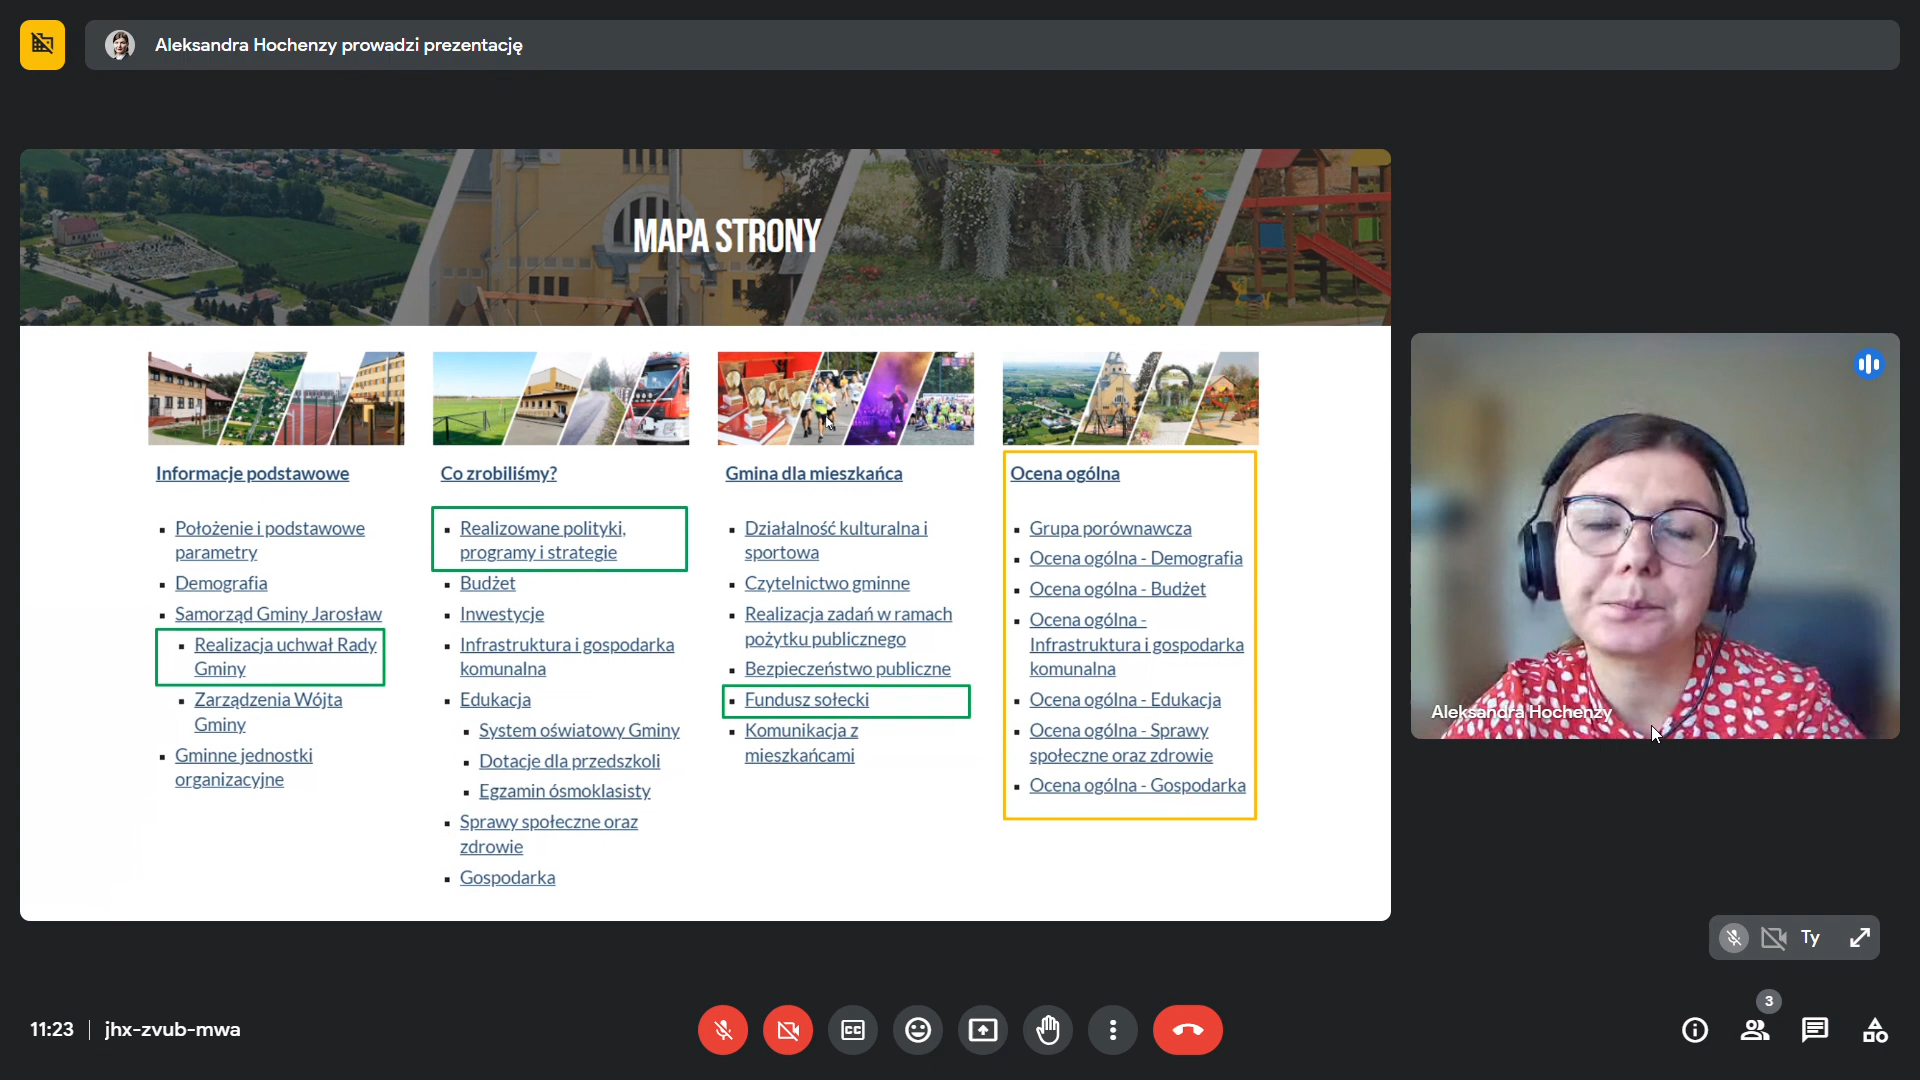 Aleksandra Hochenzy prowadzi prezentację
MAPA STRONY
Informacje podstawowe
Położenie i podstawowe
parametry
Demografia
Samorząd Gminy Jarosław
Realizacja uchwał Rady
Gminy
Zarządzenia Wójta
Gminy
Gminne jednostki
organizacyjne
Co zrobiliśmy?
Realizowane polityki,
programy i strategie
Budżet
Inwestycje
Infrastruktura i gospodarka
komunalna
Edukacja
System oświatowy Gminy
Dotacje dla przedszkoli
Egzamin ósmoklasisty
Sprawy społeczne oraz
zdrowie
Gospodarka
Gmina dla mieszkańca
Działalność kulturalna i
sportowa
Czytelnictwo gminne
Realizacja zadań w ramach
pożytku publicznego
Bezpieczeństwo publiczne
Fundusz sołecki
Komunikacja z
mieszkańcami
Ocena ogólna
Grupa porównawcza
Ocena ogólna - Demografia
Ocena ogólna - Budżet
Ocena ogólna -
Infrastruktura i gospodarka
komunalna
Ocena ogólna - Edukacja
Ocena ogólna - Sprawy
społeczne oraz zdrowie
Ocena ogólna - Gospodarka
Aleksandra Hochenzy
Ty
11:23 | jhx-zvub-mwa
CC
3